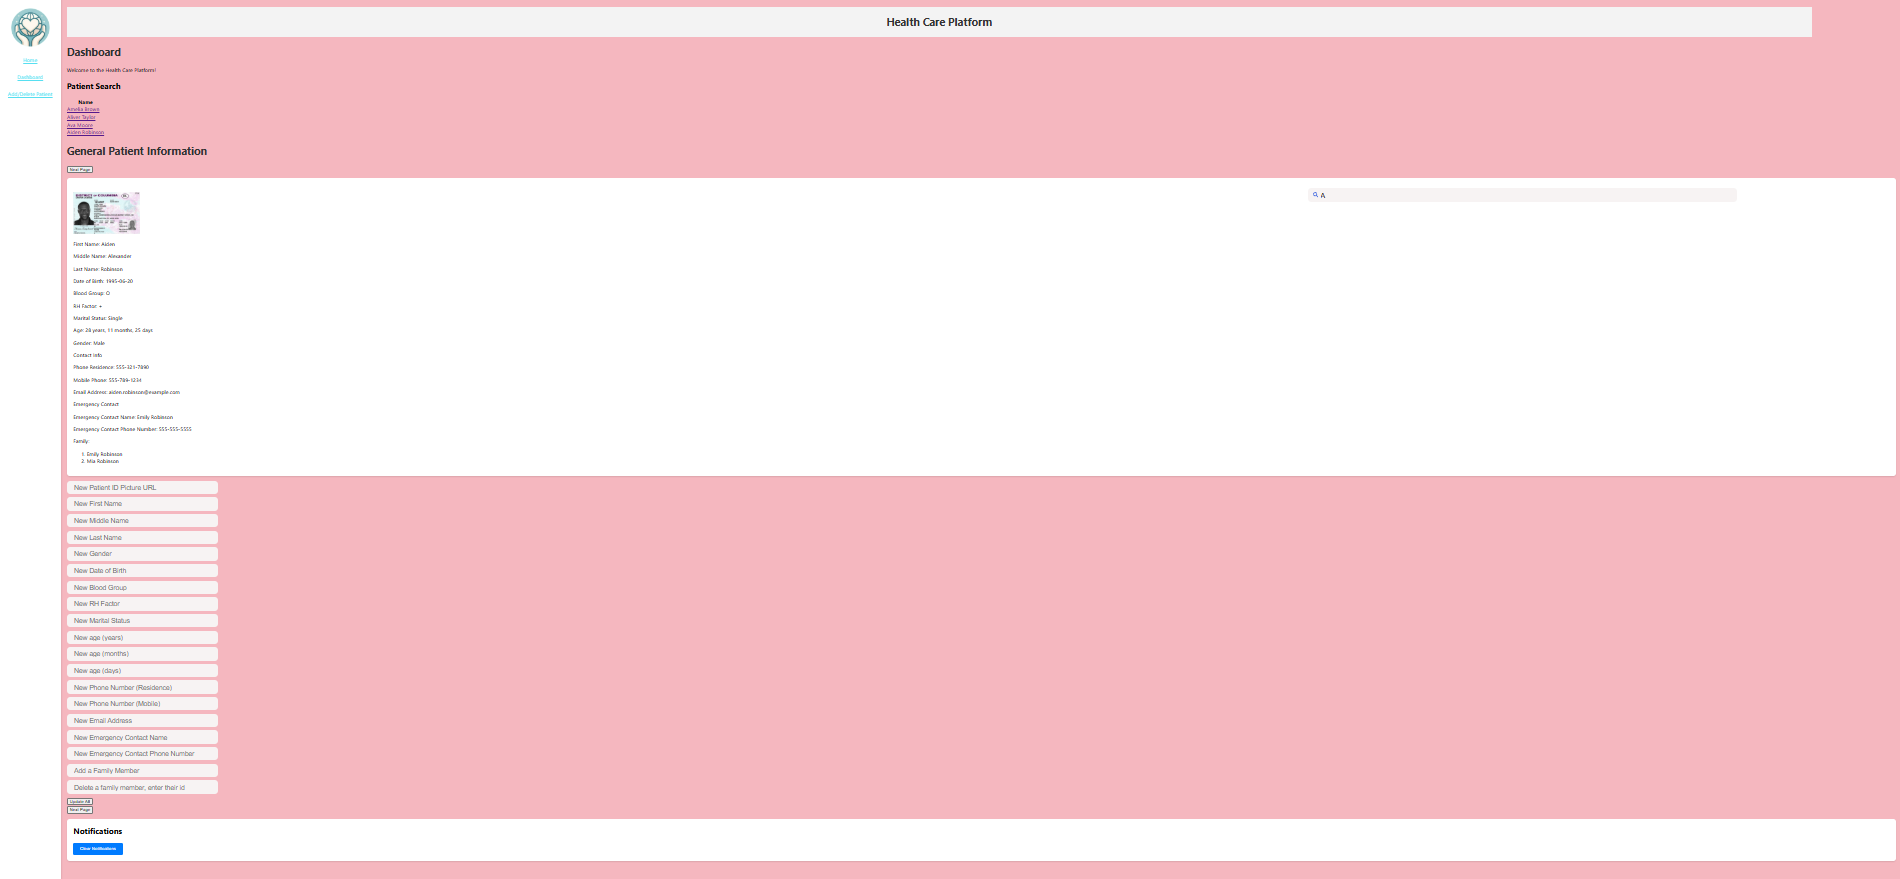 Health Care Platform
Home
Dashboard
Add/Delete Patient
Dashboard
Welcome to the Health Care Platform!
Patient Search
Name
Amelia Brown
Oliver Taylor
Ava Moore
Aiden Robinson
General Patient Information
Next Page
A
DISTRICT OF COLUMBIA
First Name: Aiden
Middle Name: Alexander
Last Name: Robinson
Date of Birth: 1995-06-20
Blood Group: O
RH Factor: +
Marital Status: Single
Age: 28 years, 11 months, 25 days
Gender: Male
Contact Info
Phone Residence: 555-321-7890
Mobile Phone: 555-789-1234
Email Address: aiden.robinson@example.com
Emergency Contact
Emergency Contact Name: Emily Robinson
Emergency Contact Phone Number: 555-555-5555
Family:
1. Emily Robinson
2. Mia Robinson
New Patient ID Picture URL
New First Name
New Middle Name
New Last Name
New Gender
New Date of Birth
New Blood Group
New RH Factor
New Marital Status
New age (years)
New age (months)
New age (days)
New Phone Number (Residence)
New Phone Number (Mobile)
New Email Address
New Emergency Contact Name
New Emergency Contact Phone Number
Add a Family Member
Delete a family member, enter their id
Update All
Next Page
Notifications
Clear Notifications